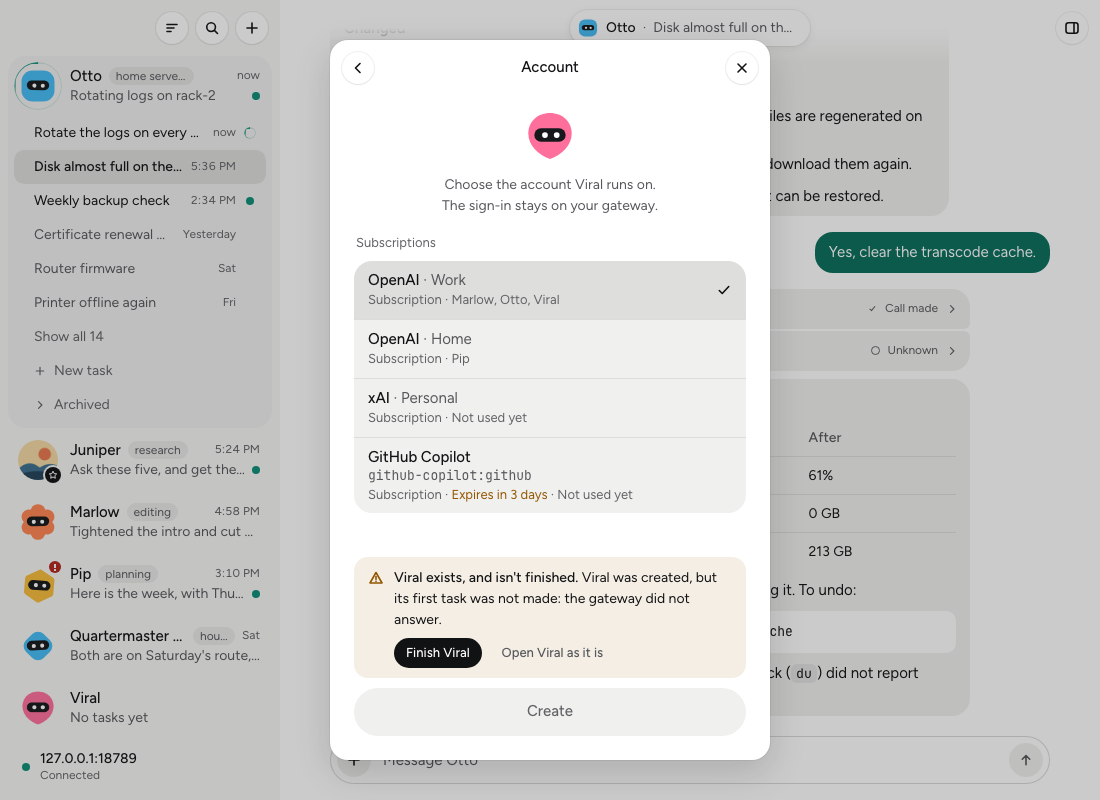 Otto home serve... now
Rotating logs on rack-2
Rotate the logs on every ... now
Disk almost full on the... 5:36 PM
Weekly backup check 2:34 PM
Certificate renewal ... Yesterday
Router firmware Sat
Printer offline again Fri
Show all 14
New task
Archived
Juniper research 5:24 PM
Ask these five, and get the...
Marlow editing 4:58 PM
Tightened the intro and cut ...
Pip planning 3:10 PM
Here is the week, with Thu...
Quartermaster ... hou... Sat
Both are on Saturday's route,...
Viral
No tasks yet
127.0.0.1:18789
Connected
Otto · Disk almost full on th...
Account
Choose the account Viral runs on.
The sign-in stays on your gateway.
Subscriptions
OpenAI · Work
Subscription · Marlow, Otto, Viral
OpenAI · Home
Subscription · Pip
xAI · Personal
Subscription · Not used yet
GitHub Copilot
github-copilot:github
Subscription · Expires in 3 days · Not used yet
Viral exists, and isn't finished. Viral was created, but
its first task was not made: the gateway did not
answer.
Finish Viral Open Viral as it is
Create
are regenerated on
download them again.
can be restored.
Yes, clear the transcode cache.
Call made
Unknown
After
61%
0 GB
213 GB
it. To undo:
(du) did not report
Message Otto